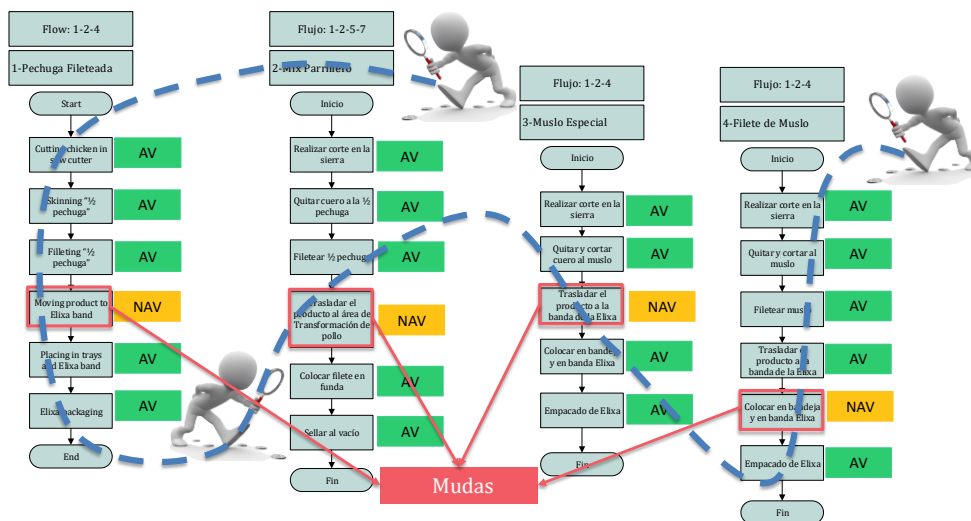 Flow: 1-2-4
1-Pechuga Fileteada
Start
Cutting chicken in
saw cutter
AV
Skinning "½
pechuga"
AV
Filleting "½
pechuga"
AV
Moving product to
Elixa band
NAV
Placing in trays
and Elixa band
AV
Elixa packaging
AV
End
Flujo: 1-2-5-7
2-Mix Parrillero
Inicio
Realizar corte en la
sierra
AV
Quitar cuero a la ½
pechuga
AV
Filetear ½ pechuga
AV
Trasladar el
producto al área de
Transformación de
pollo
NAV
Colocar filete en
funda
AV
Sellar al vacío
AV
Fin
Flujo: 1-2-4
3-Muslo Especial
Inicio
Realizar corte en la
sierra
AV
Quitar y cortar
cuero al muslo
AV
Trasladar el
producto a la
banda de la Elixa
NAV
Colocar en bandeja
y en banda Elixa
AV
Empacado de Elixa
AV
Fin
Flujo: 1-2-4
4-Filete de Muslo
Inicio
Realizar corte en la
sierra
AV
Quitar y cortar al
muslo
AV
Filetear muslo
AV
Trasladar el
producto a la
banda de la Elixa
AV
Colocar en bandeja
y en banda Elixa
NAV
Empacado de Elixa
AV
Fin
Mudas